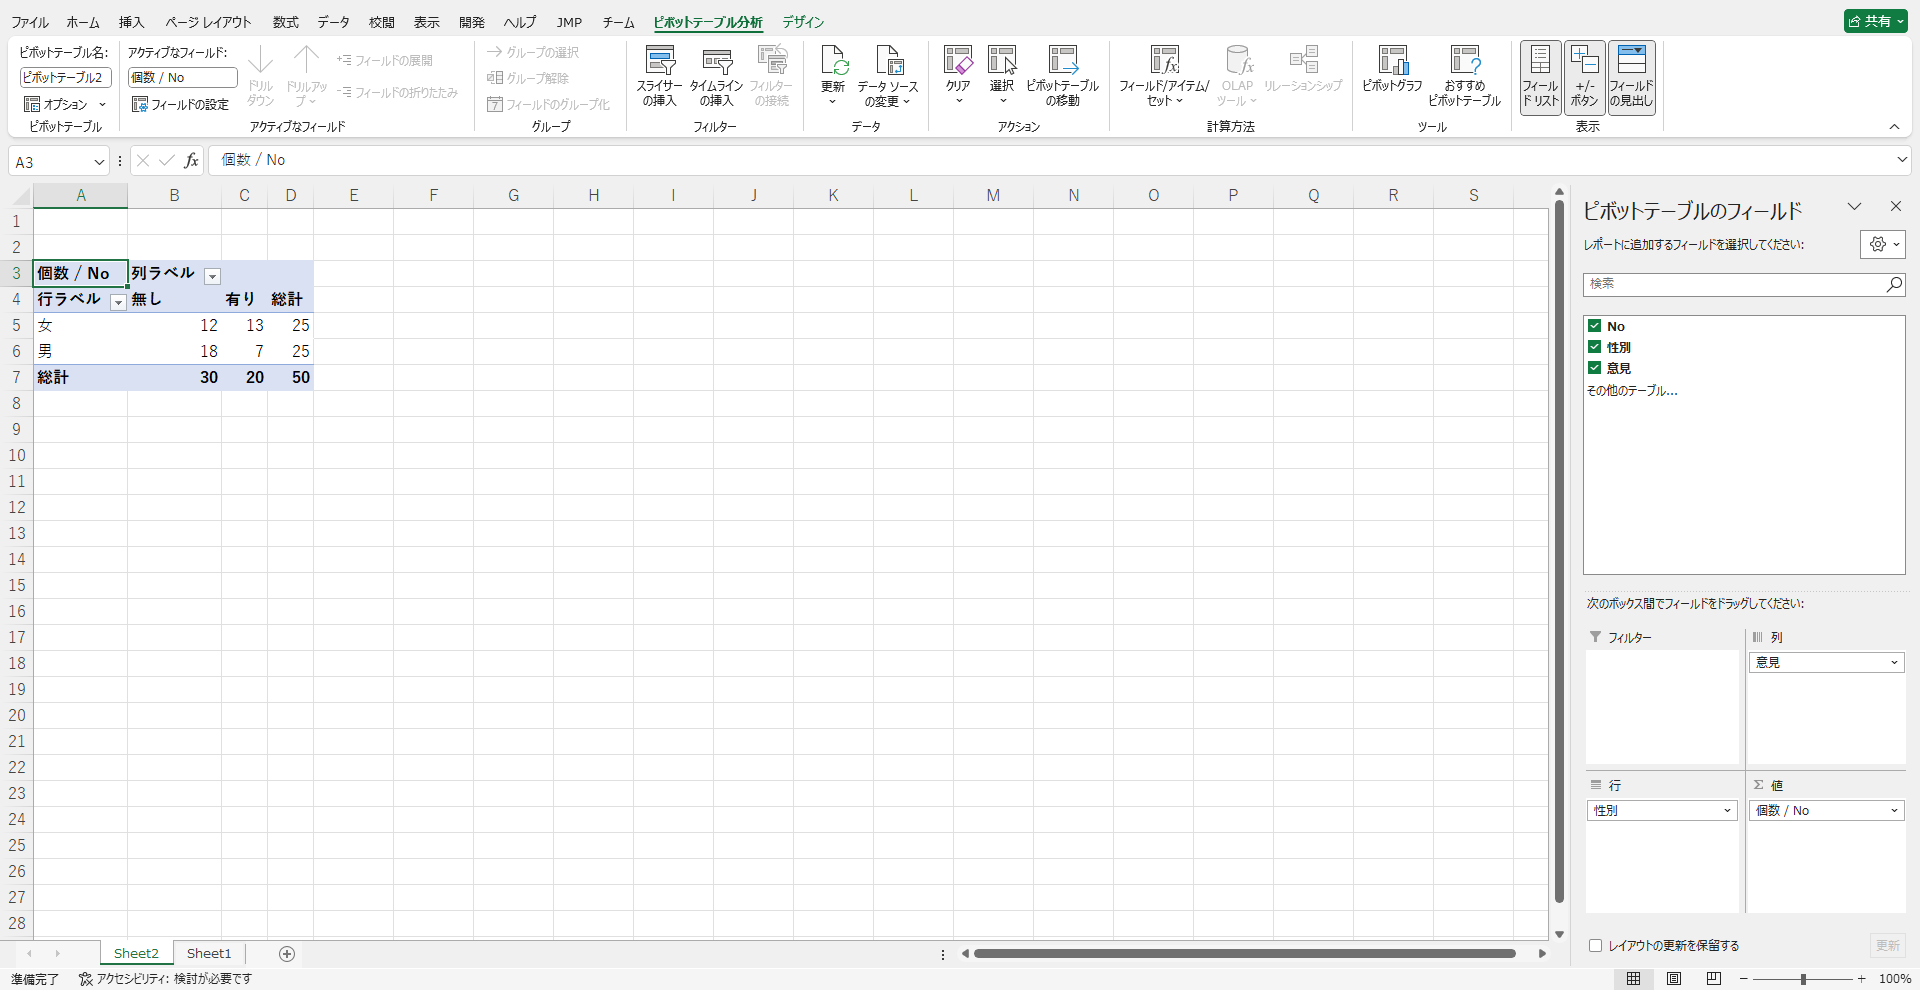 ファイル ホーム 挿入 ページ レイアウト 数式 データ 校閲 表示 開発 ヘルプ JMP チーム ピボットテーブル分析 デザイン 共有
ピボットテーブル名:
ピボットテーブル2
オプション
ピボットテーブル
アクティブなフィールド:
個数 / No
フィールドの設定
ドリル
ダウン
ドリルアッ
プ
フィールドの展開
フィールドの折りたたみ
アクティブなフィールド
グループの選択
グループ解除
フィールドのグループ化
グループ
スライサー
の挿入
タイムライン
の挿入
フィルター
の接続
フィルター
更新
データ ソース
の変更
データ
クリア
選択
ピボットテーブル
の移動
アクション
フィールド/アイテム/
セット
OLAP
ツール
リレーションシップ
計算方法
ピボットグラフ
おすすめ
ピボットテーブル
ツール
フィール
ド リスト
+/-
ボタン
フィールド
の見出し
表示
A3 fx 個数 / No
A B C D E F G H I J K L M N O P Q R S
1
2
3 個数 / No 列ラベル
4 行ラベル 無し 有り 総計
5 女 12 13 25
6 男 18 7 25
7 総計 30 20 50
8
9
10
11
12
13
14
15
16
17
18
19
20
21
22
23
24
25
26
27
28
ピボットテーブルのフィールド
レポートに追加するフィールドを選択してください:
検索
No
性別
意見
その他のテーブル...
次のボックス間でフィールドをドラッグしてください:
フィルター
列
意見
行
性別
Σ 値
個数 / No
レイアウトの更新を保留する 更新
Sheet2 Sheet1
準備完了 アクセシビリティ: 検討が必要です 100%